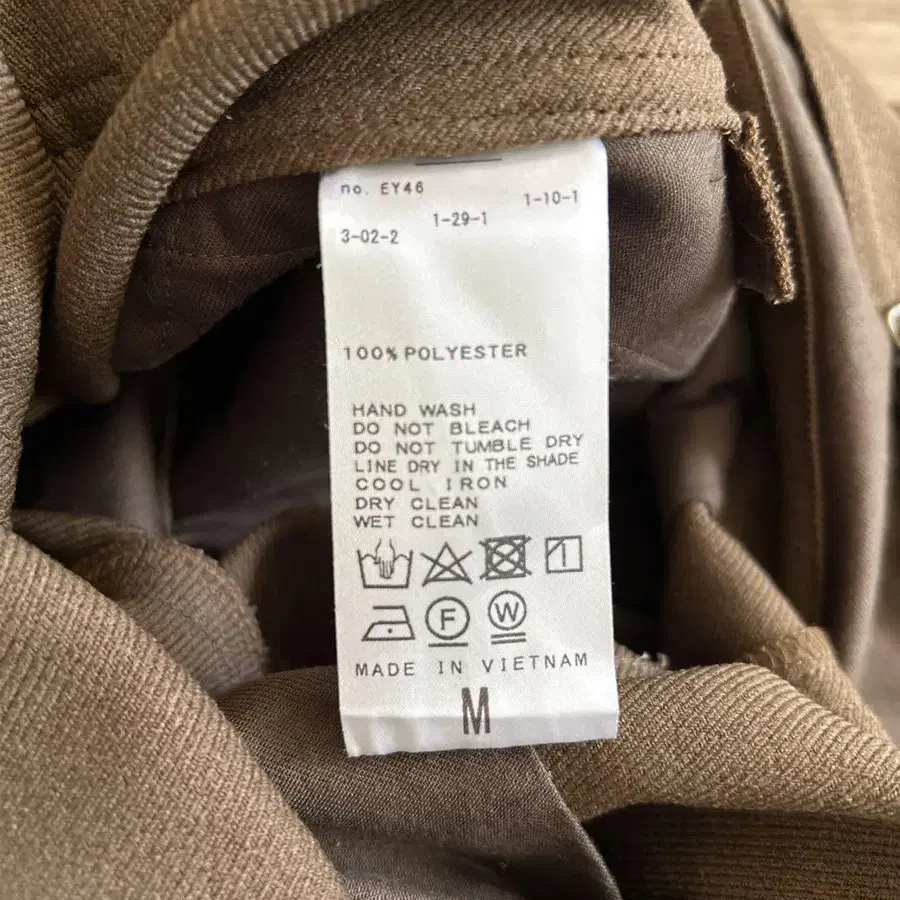 no. EY46
1-10-1
1-29-1
3-02-2
100% POLYESTER
HAND WASH
DO NOT BLEACH
DO NOT TUMBLE DRY
LINE DRY IN THE SHADE
COOL IRON
DRY CLEAN
WET CLEAN
F W
MADE IN VIETNAM
M